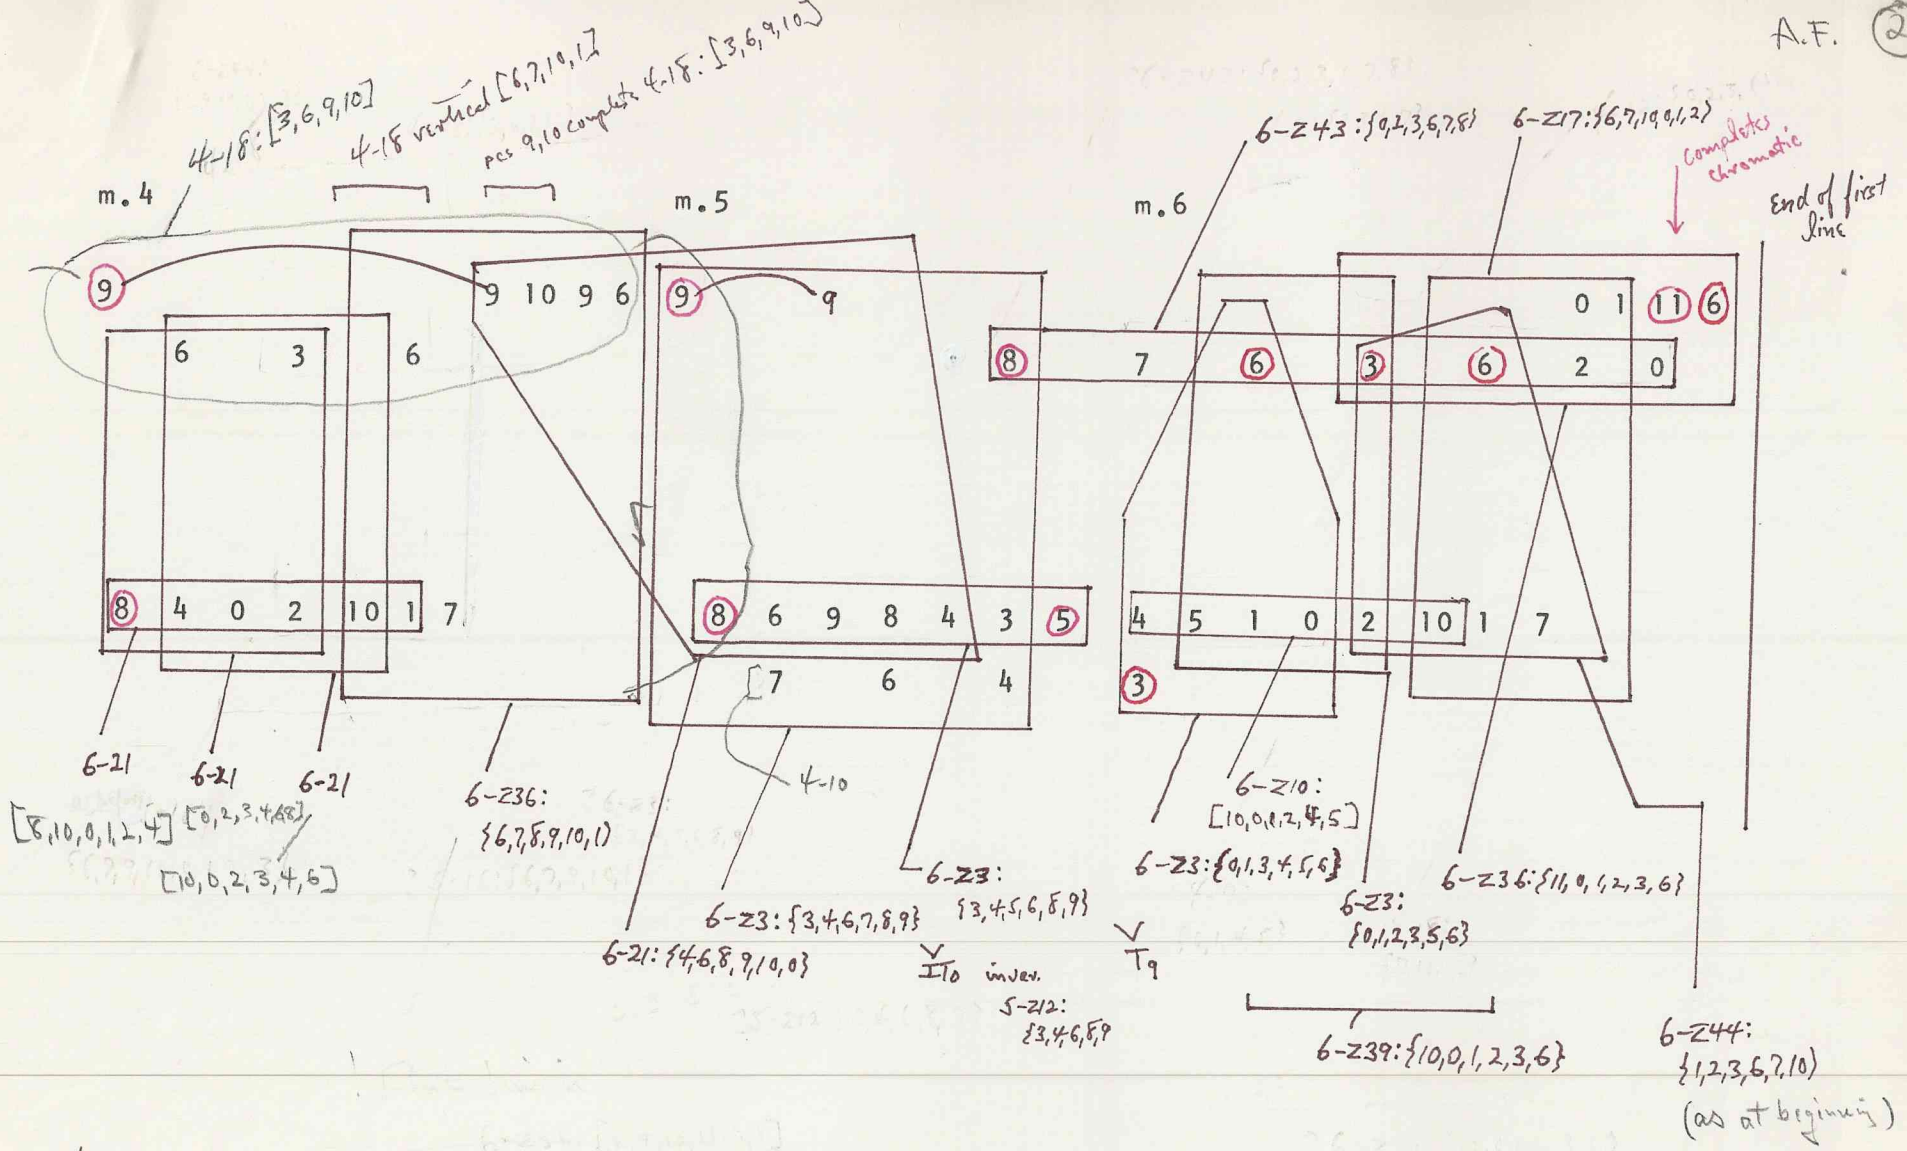 A.F. 2
4-18:[3,6,9,10]
4-18 vertical [6,7,10,1]
pcs 9,10 complete 4-18:[3,6,9,10]
6-Z43:{0,2,3,6,7,8}
6-Z17:{6,7,10,0,1,2}
completes
chromatic
End of first
line
m.4
m.5
m.6
9 9 10 9 6 9 9 0 1 11 6
6 3 6 8 7 6 3 6 2 0
8 4 0 2 10 1 7 8 6 9 8 4 3 5 4 5 1 0 2 10 1 7
[7 6 4 3
4-10
6-21
[8,10,0,1,2,4]
6-21
[0,2,3,4,6,8]
6-21
[10,0,2,3,4,6]
6-Z36:
{6,7,8,9,10,1}
6-21:{4,6,8,9,10,0}
6-Z3:{3,4,6,7,8,9}
6-Z3:
{3,4,5,6,8,9}
IT0 inver.
5-Z12:
{3,4,6,8,9
6-Z10:
[10,0,1,2,4,5]
6-Z3:{0,1,3,4,5,6}
T9
6-Z3:
{0,1,2,3,5,6}
6-Z36:{11,0,1,2,3,6}
6-Z39:{10,0,1,2,3,6}
6-Z44:
{1,2,3,6,7,10}
(as at beginning)